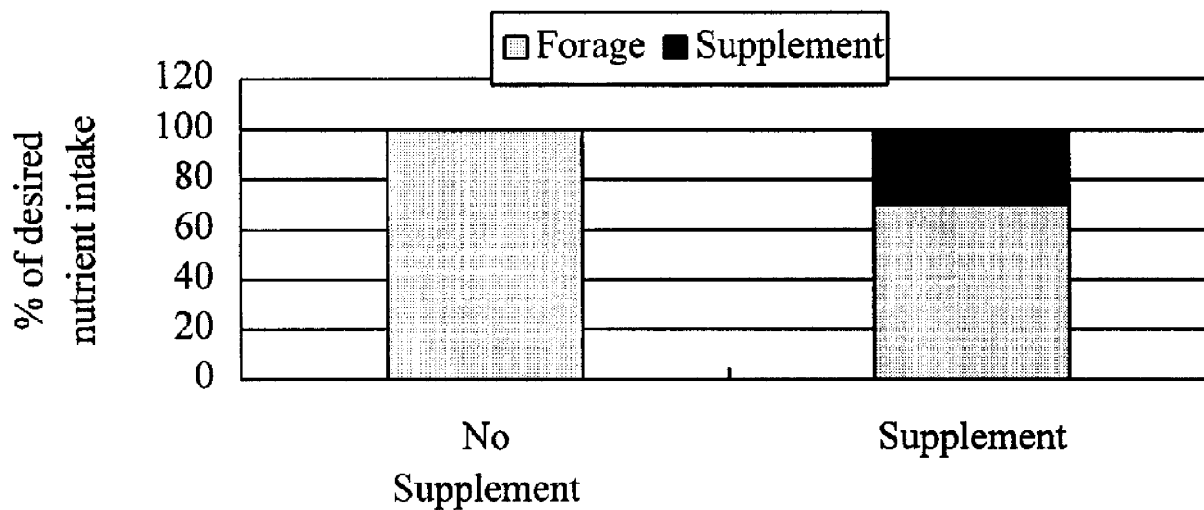 Forage Supplement
120
100
80
60
40
20
0
% of desired
nutrient intake
No
Supplement
Supplement